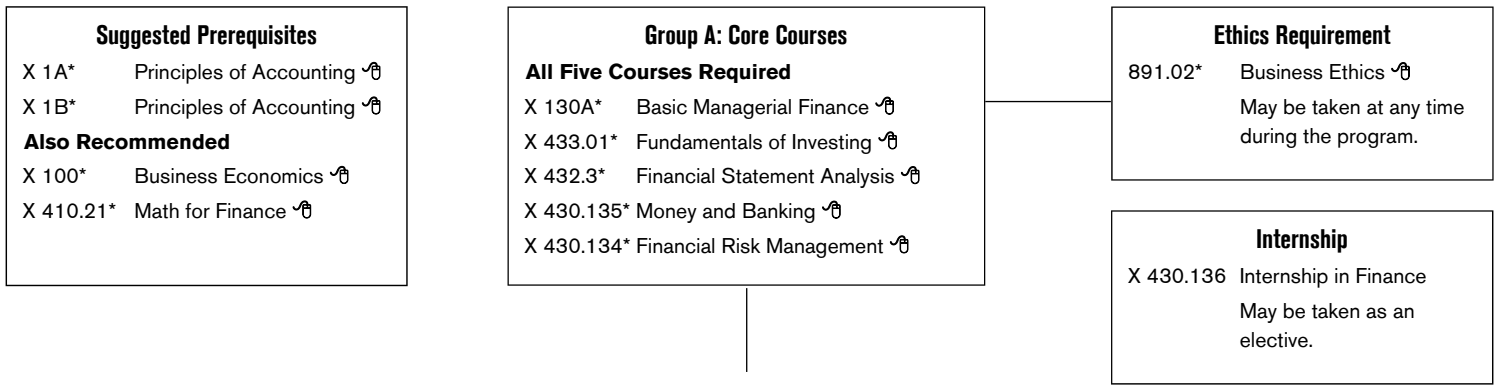 Suggested Prerequisites
X 1A* Principles of Accounting
X 1B* Principles of Accounting
Also Recommended
X 100* Business Economics
X 410.21* Math for Finance
Group A: Core Courses
All Five Courses Required
X 130A* Basic Managerial Finance
X 433.01* Fundamentals of Investing
X 432.3* Financial Statement Analysis
X 430.135* Money and Banking
X 430.134* Financial Risk Management
Ethics Requirement
891.02* Business Ethics
May be taken at any time
during the program.
Internship
X 430.136 Internship in Finance
May be taken as an
elective.